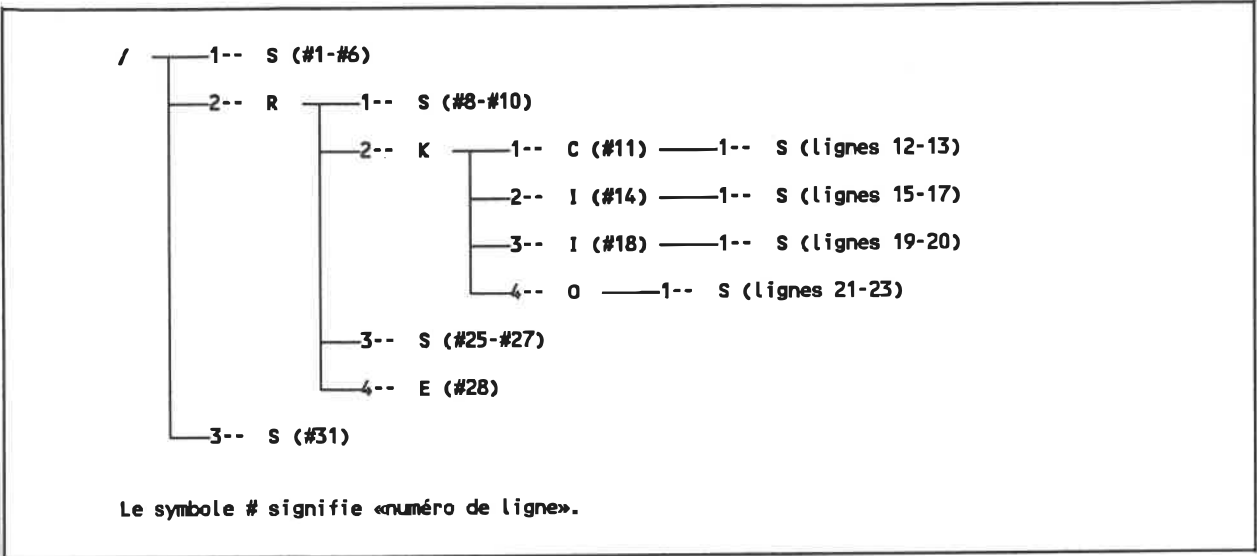 / 1-- S (#1-#6)
2-- R 1-- S (#8-#10)
2-- K 1-- C (#11) 1-- S (lignes 12-13)
2-- I (#14) 1-- S (lignes 15-17)
3-- I (#18) 1-- S (lignes 19-20)
4-- O 1-- S (lignes 21-23)
3-- S (#25-#27)
4-- E (#28)
3-- S (#31)
Le symbole # signifie «numéro de ligne».